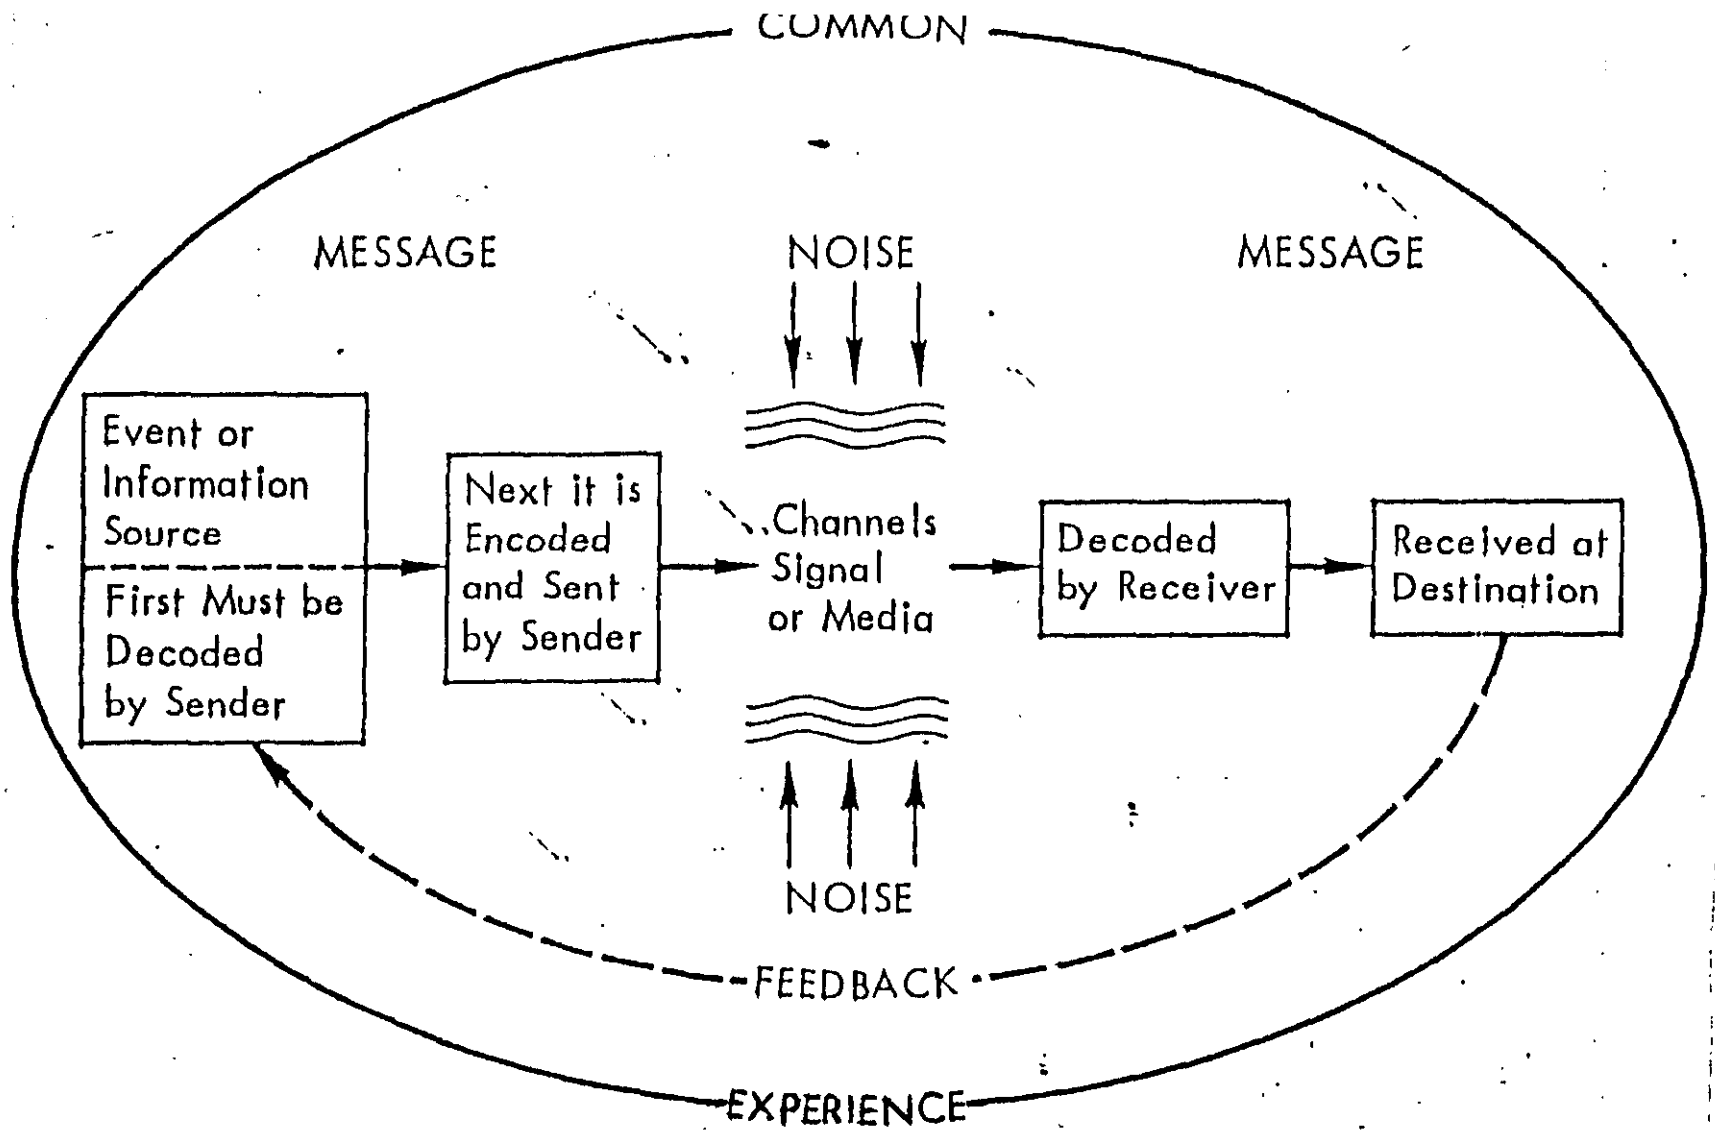 COMMON
MESSAGE
NOISE
MESSAGE
Event or
Information
Source
First Must be
Decoded
by Sender
Next it is
Encoded
and Sent
by Sender
Channels
Signal
or Media
Decoded
by Receiver
Received at
Destination
NOISE
FEEDBACK
EXPERIENCE